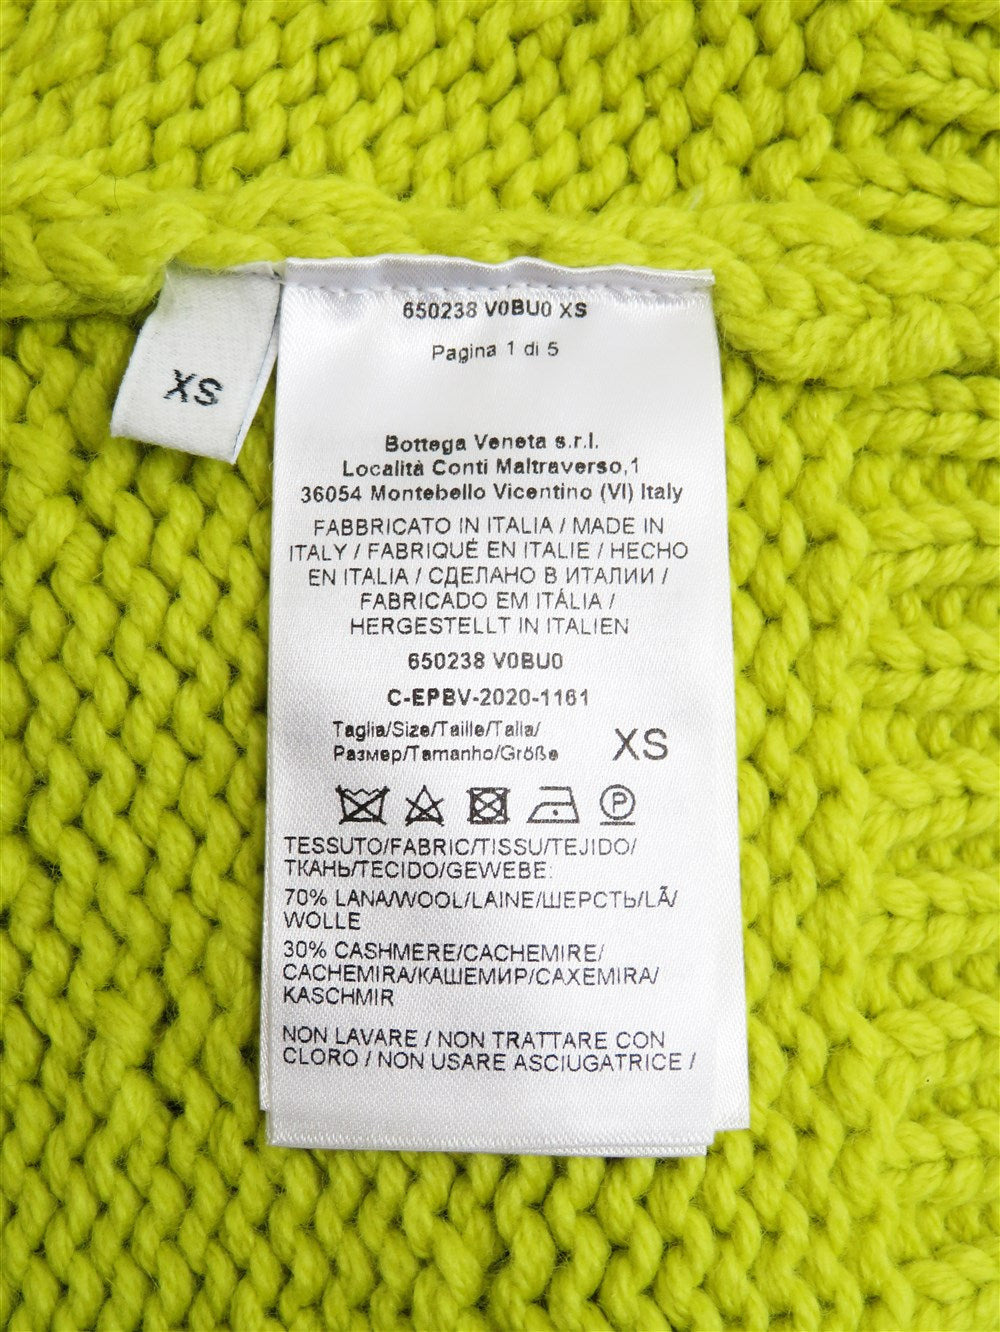 XS
650238 V0BU0 XS
Pagina 1 di 5
Bottega Veneta s.r.l.
Località Conti Maltraverso,1
36054 Montebello Vicentino (VI) Italy
FABBRICATO IN ITALIA / MADE IN
ITALY / FABRIQUÉ EN ITALIE / HECHO
EN ITALIA / СДЕЛАНО В ИТАЛИИ /
FABRICADO EM ITÁLIA /
HERGESTELLT IN ITALIEN
650238 V0BU0
C-EPBV-2020-1161
Taglia/Size/Taille/Talla/
Размер/Tamanho/Größe
XS
P
TESSUTO/FABRIC/TISSU/TEJIDO/
ТКАНЬ/TECIDO/GEWEBE:
70% LANA/WOOL/LAINE/ШЕРСТЬ/LÃ/
WOLLE
30% CASHMERE/CACHEMIRE/
CACHEMIRA/КАШЕМИР/CAXEMIRA/
KASCHMIR
NON LAVARE / NON TRATTARE CON
CLORO / NON USARE ASCIUGATRICE /